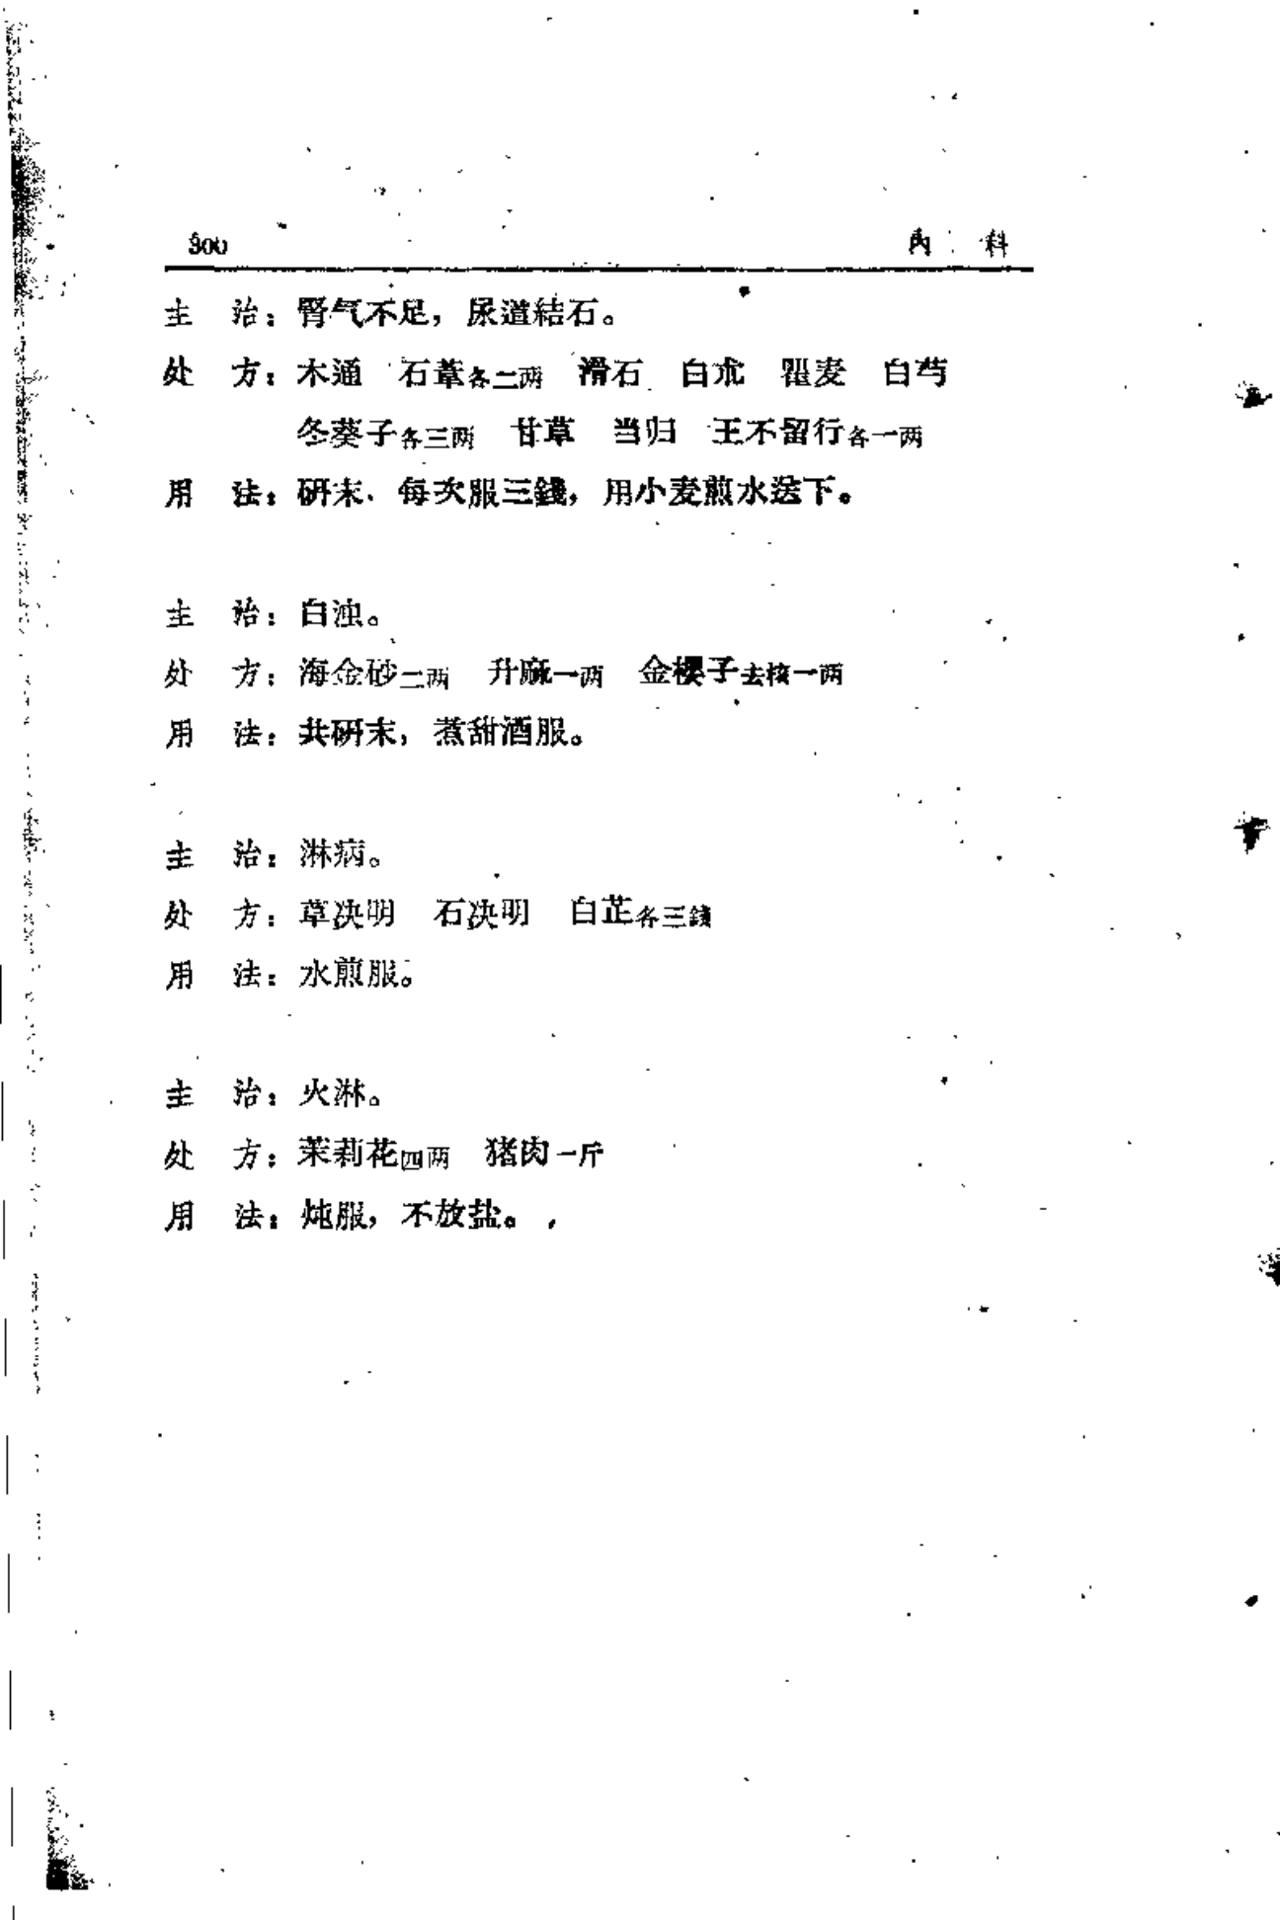 300 内 科
主 治：腎气不足，尿道結石。
处 方：木通 石葦各二两 滑石 白朮 瞿麦 白芍
冬葵子各三两 甘草 当归 王不留行各一两
用 法：研末、每次服三錢，用小麦煎水送下。
主 治：白浊。
处 方：海金砂二两 升麻一两 金樱子去核一两
用 法：共研末，煮甜酒服。
主 治：淋病。
处 方：草决明 石决明 白芷各三錢
用 法：水煎服。
主 治：火淋。
处 方：茉莉花四两 猪肉一斤
用 法：炖服，不放盐。